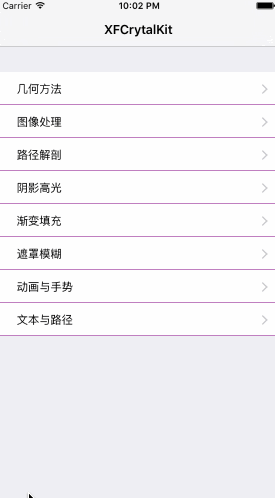 Carrier 10:02 PM
XFCrytalKit
几何方法
图像处理
路径解剖
阴影高光
渐变填充
遮罩模糊
动画与手势
文本与路径